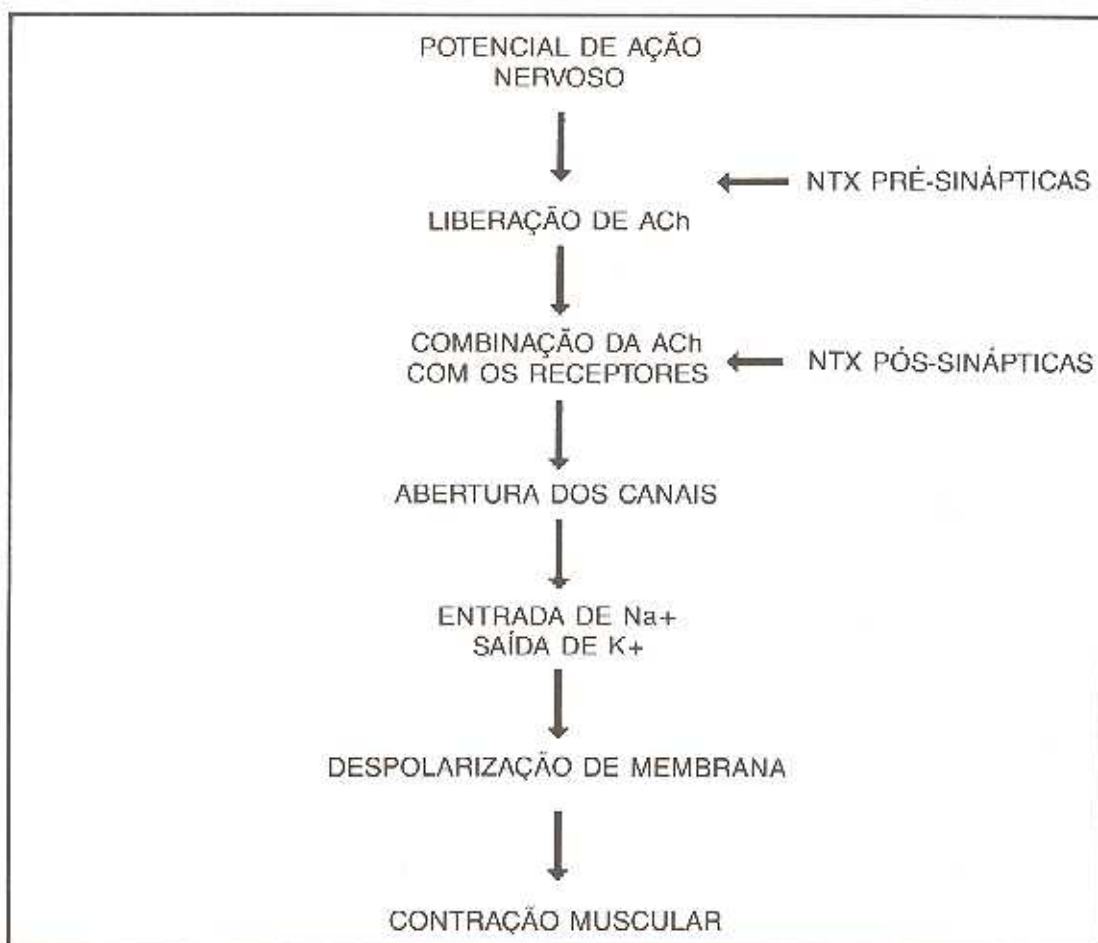 POTENCIAL DE AÇÃO
NERVOSO
NTX PRÉ-SINÁPTICAS
LIBERAÇÃO DE ACh
COMBINAÇÃO DA ACh
COM OS RECEPTORES
NTX PÓS-SINÁPTICAS
ABERTURA DOS CANAIS
ENTRADA DE Na+
SAÍDA DE K+
DESPOLARIZAÇÃO DE MEMBRANA
CONTRAÇÃO MUSCULAR